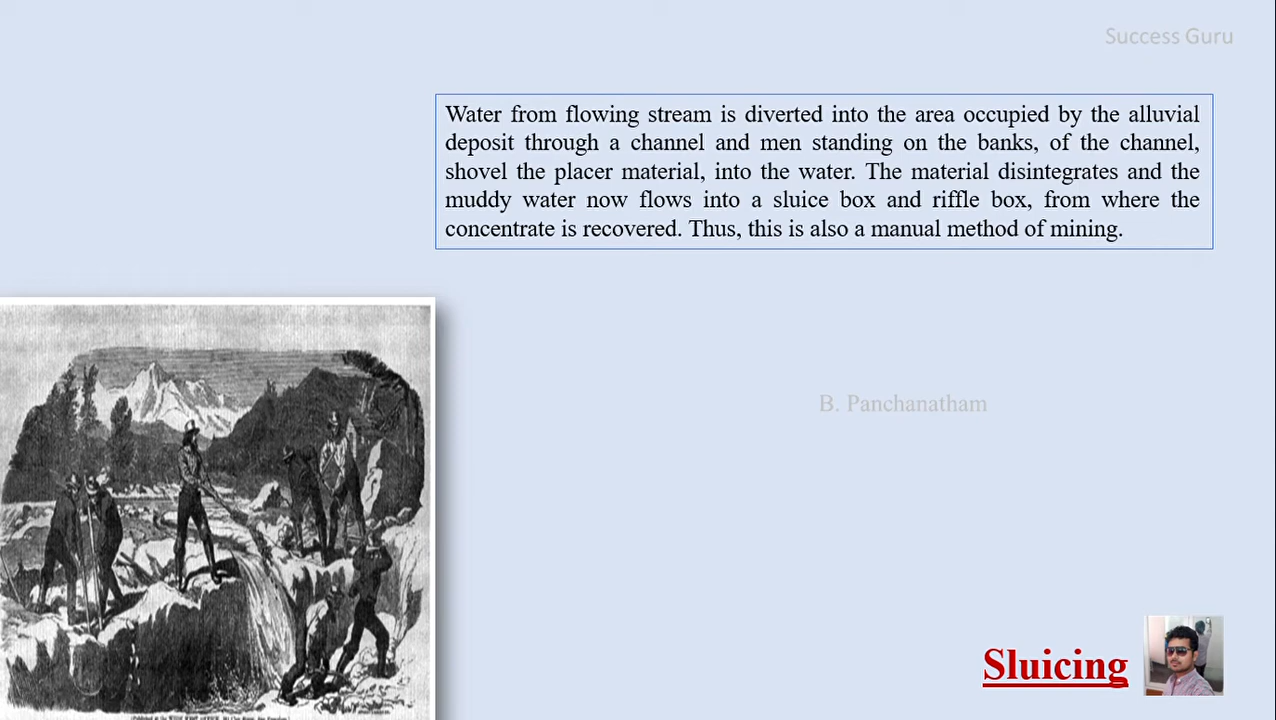 Success Guru
Water from flowing stream is diverted into the area occupied by the alluvial
deposit through a channel and men standing on the banks, of the channel,
shovel the placer material, into the water. The material disintegrates and the
muddy water now flows into a sluice box and riffle box, from where the
concentrate is recovered. Thus, this is also a manual method of mining.
B. Panchanatham
Sluicing